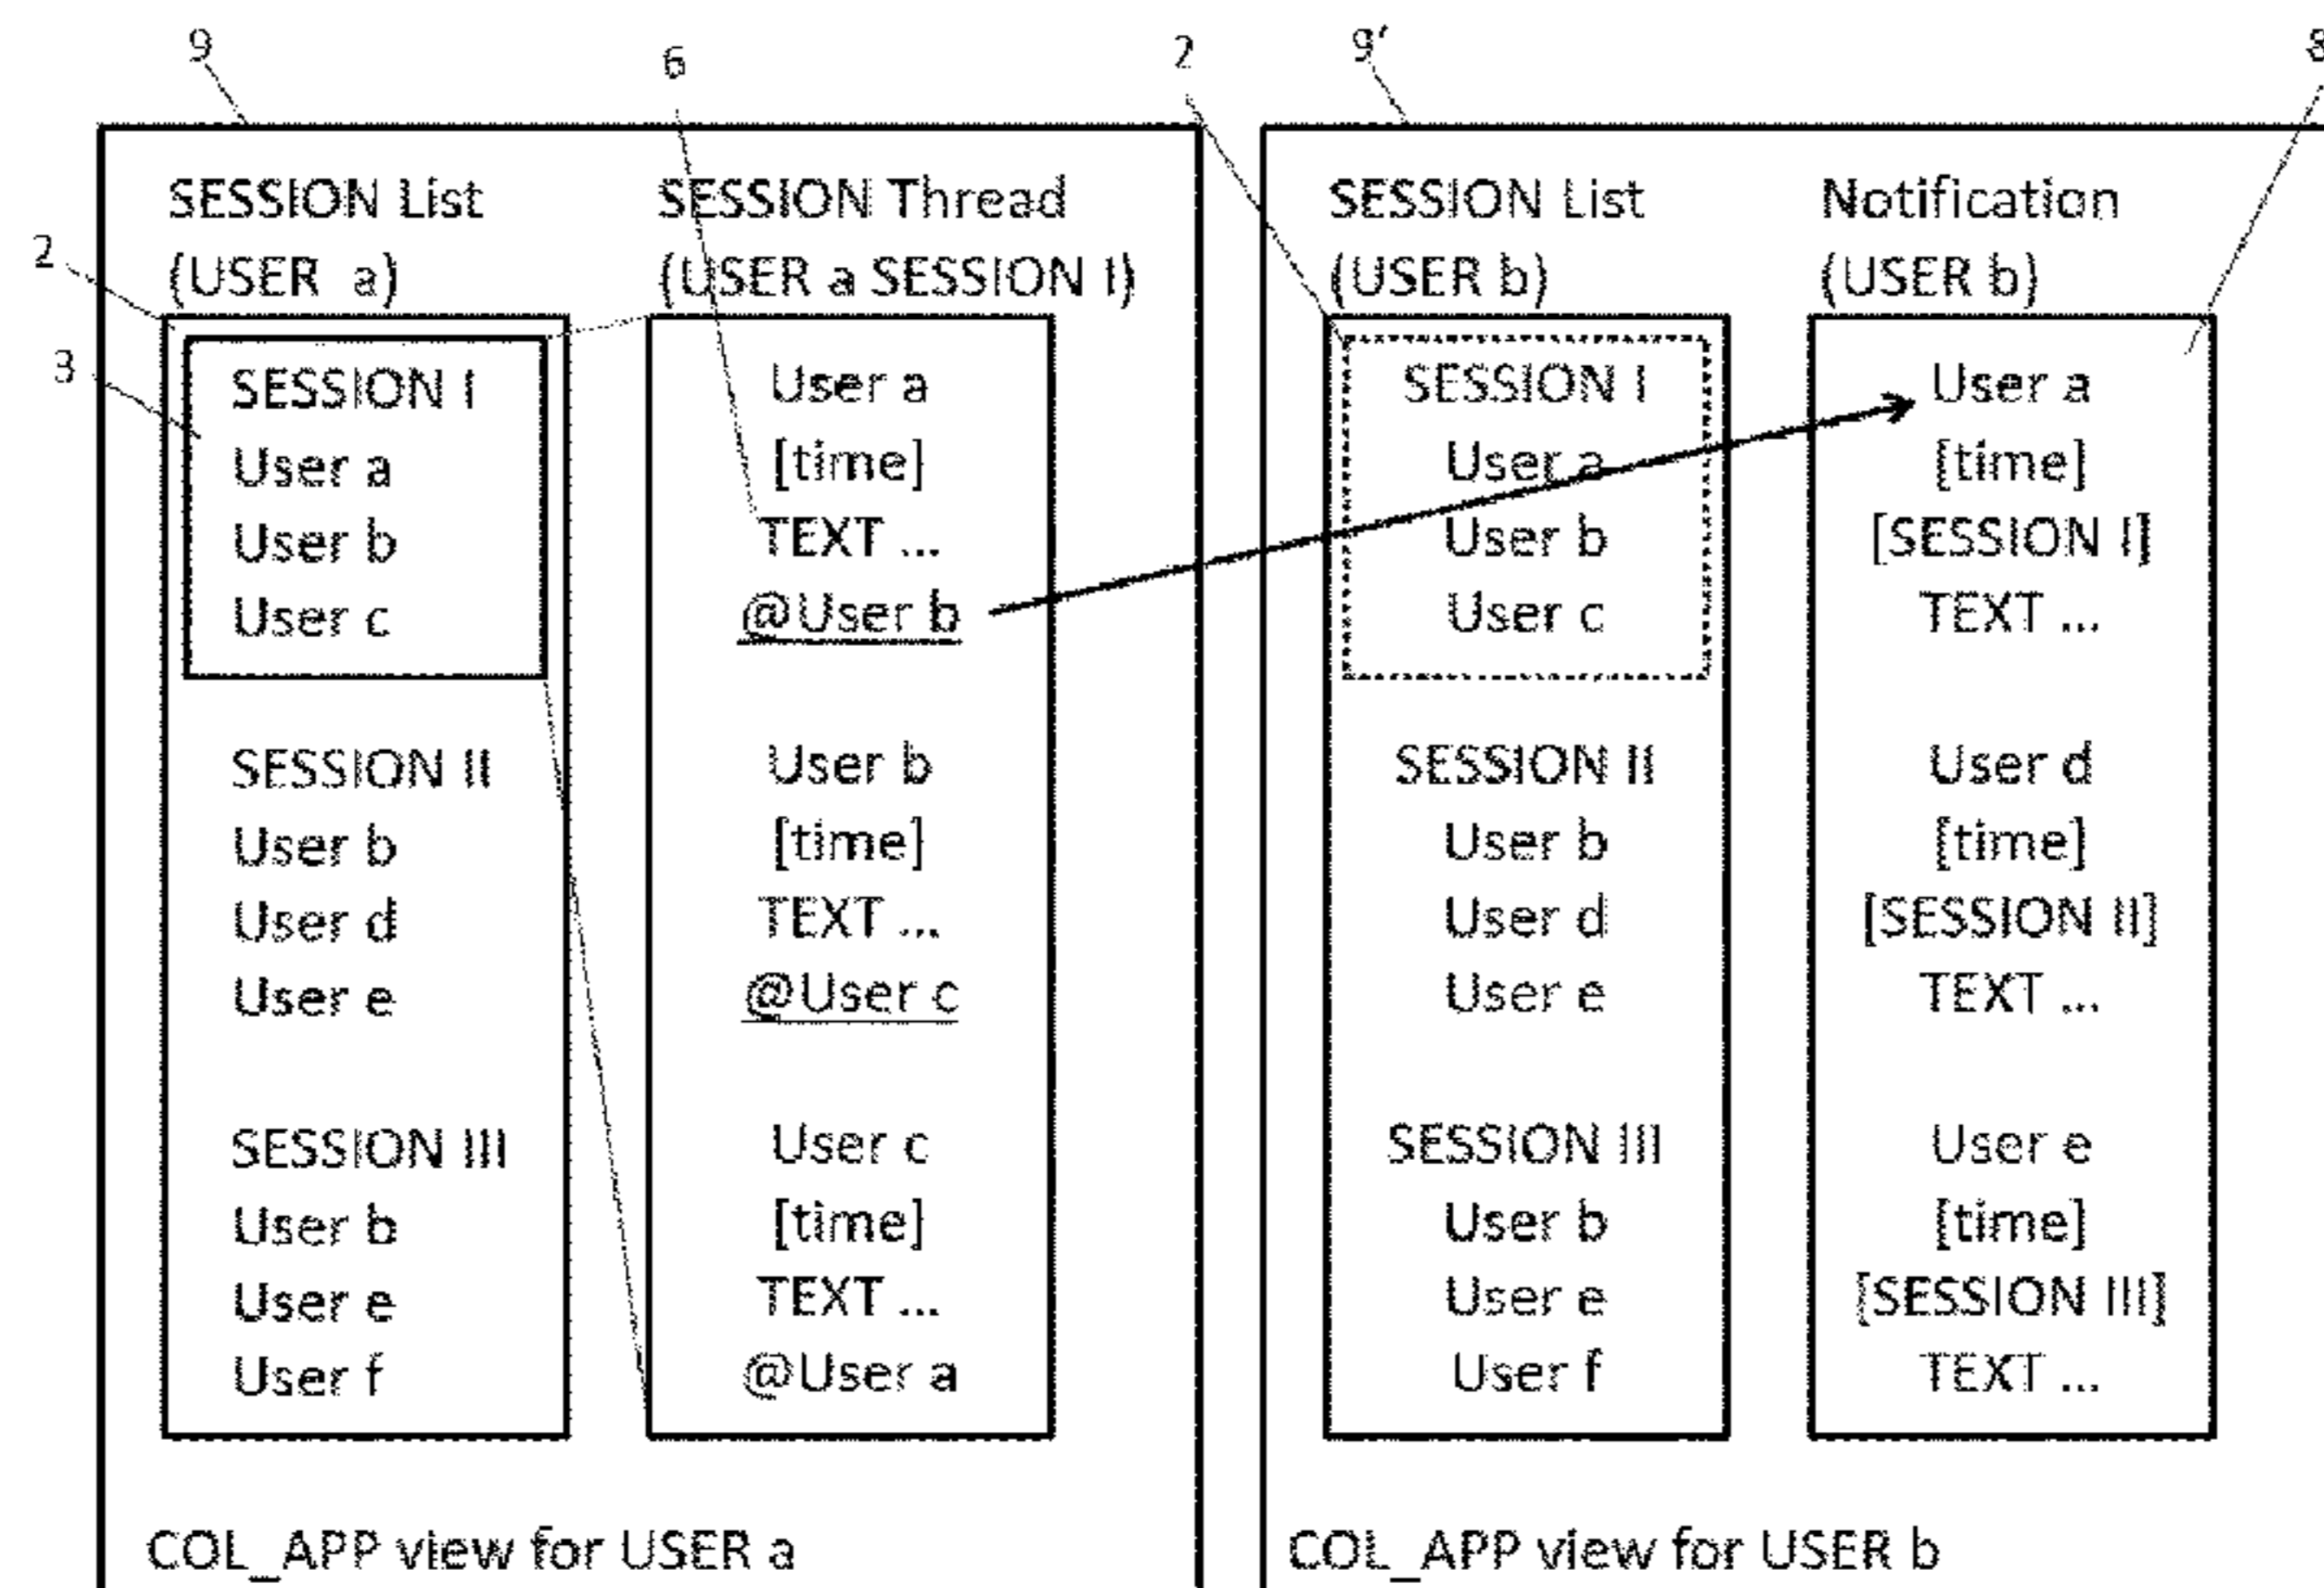 9
6
2
9'
8
SESSION List
(USER a)
2
3
SESSION I
User a
User b
User c
SESSION II
User b
User d
User e
SESSION III
User b
User e
User f
SESSION Thread
(USER a SESSION I)
User a
[time]
TEXT ...
@User b
User b
[time]
TEXT ...
@User c
User c
[time]
TEXT ...
@User a
COL_APP view for USER a
SESSION List
(USER b)
SESSION I
User a
User b
User c
SESSION II
User b
User d
User e
SESSION III
User b
User e
User f
Notification
(USER b)
User a
[time]
[SESSION I]
TEXT ...
User d
[time]
[SESSION II]
TEXT ...
User e
[time]
[SESSION III]
TEXT ...
COL_APP view for USER b